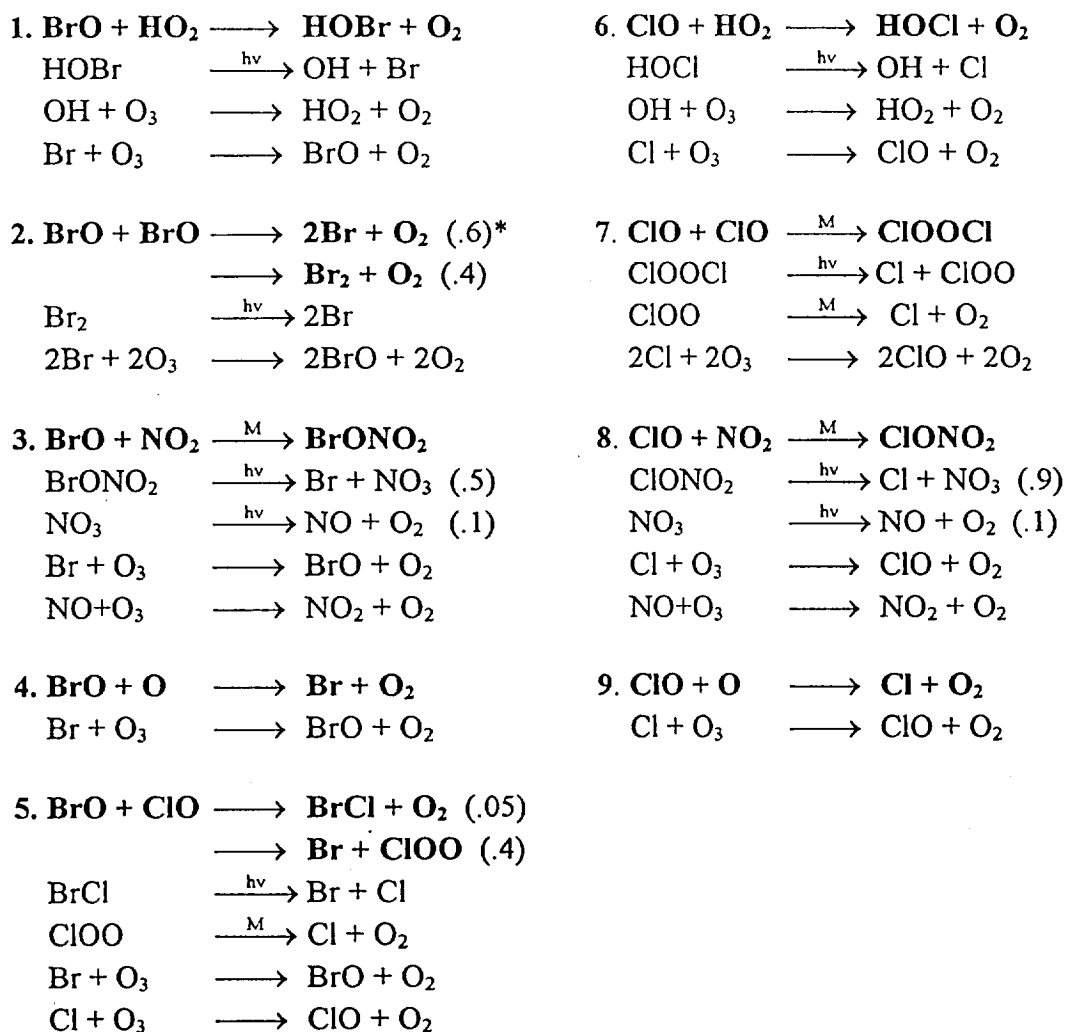 1. BrO + HO₂ ⟶ HOBr + O₂
HOBr hν⟶ OH + Br
OH + O₃ ⟶ HO₂ + O₂
Br + O₃ ⟶ BrO + O₂
2. BrO + BrO ⟶ 2Br + O₂ (.6)*
⟶ Br₂ + O₂ (.4)
Br₂ hν⟶ 2Br
2Br + 2O₃ ⟶ 2BrO + 2O₂
3. BrO + NO₂ M⟶ BrONO₂
BrONO₂ hν⟶ Br + NO₃ (.5)
NO₃ hν⟶ NO + O₂ (.1)
Br + O₃ ⟶ BrO + O₂
NO+O₃ ⟶ NO₂ + O₂
4. BrO + O ⟶ Br + O₂
Br + O₃ ⟶ BrO + O₂
5. BrO + ClO ⟶ BrCl + O₂ (.05)
⟶ Br + ClOO (.4)
BrCl hν⟶ Br + Cl
ClOO M⟶ Cl + O₂
Br + O₃ ⟶ BrO + O₂
Cl + O₃ ⟶ ClO + O₂
6. ClO + HO₂ ⟶ HOCl + O₂
HOCl hν⟶ OH + Cl
OH + O₃ ⟶ HO₂ + O₂
Cl + O₃ ⟶ ClO + O₂
7. ClO + ClO M⟶ ClOOCl
ClOOCl hν⟶ Cl + ClOO
ClOO M⟶ Cl + O₂
2Cl + 2O₃ ⟶ 2ClO + 2O₂
8. ClO + NO₂ M⟶ ClONO₂
ClONO₂ hν⟶ Cl + NO₃ (.9)
NO₃ hν⟶ NO + O₂ (.1)
Cl + O₃ ⟶ ClO + O₂
NO+O₃ ⟶ NO₂ + O₂
9. ClO + O ⟶ Cl + O₂
Cl + O₃ ⟶ ClO + O₂